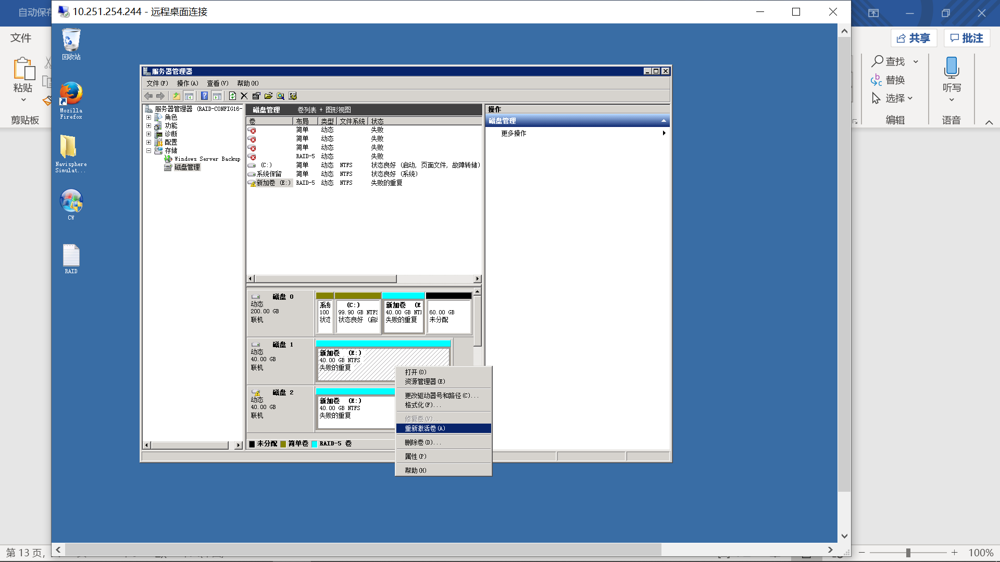 自动保存
10.251.254.244 - 远程桌面连接
文件
共享
批注
粘贴
剪贴板
查找
替换
选择
编辑
听写
语音
回收站
Mozilla
Firefox
Navisphere
Simulat...
CW
RAID
服务器管理器
文件(F) 操作(A) 查看(V) 帮助(H)
服务器管理器 (RAID-CONFIG16-
角色
功能
诊断
配置
存储
Windows Server Backup
磁盘管理
磁盘管理 卷列表 + 图形视图
卷 布局 类型 文件系统 状态
简单 动态 失败
简单 动态 失败
简单 动态 失败
RAID-5 动态 失败
(C:) 简单 动态 NTFS 状态良好 (启动, 页面文件, 故障转储)
系统保留 简单 动态 NTFS 状态良好 (系统)
新加卷 (E:) RAID-5 动态 NTFS 失败的重复
操作
磁盘管理
更多操作
磁盘 0
动态
200.00 GB
联机
系统
100
状态
(C:)
99.90 GB NTFS
状态良好 (启动
新加卷 (E
40.00 GB NTI
失败的重复
60.00 GB
未分配
磁盘 1
动态
40.00 GB
联机
新加卷 (E:)
40.00 GB NTFS
失败的重复
磁盘 2
动态
40.00 GB
联机
新加卷 (E:)
40.00 GB NTFS
失败的重复
未分配 简单卷 RAID-5 卷
打开(O)
资源管理器(E)
更改驱动器号和路径(C)...
格式化(F)...
修复卷(V)...
重新激活卷(A)
删除卷(D)...
属性(P)
帮助(H)
第 13 页,
100%